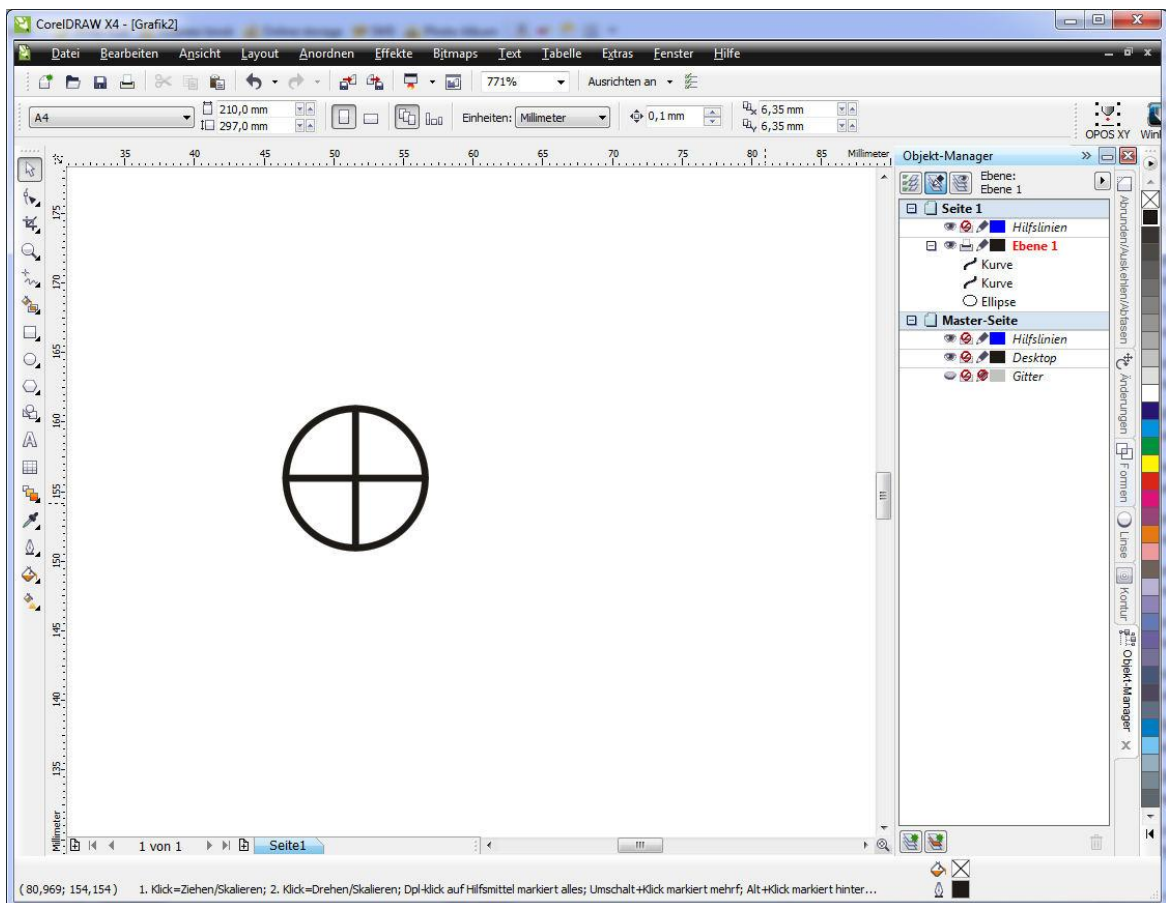 CorelDRAW X4 - [Grafik2]
Datei Bearbeiten Ansicht Layout Anordnen Effekte Bitmaps Text Tabelle Extras Fenster Hilfe
771% Ausrichten an
A4 210,0 mm 297,0 mm Einheiten: Millimeter 0,1 mm x 6,35 mm y 6,35 mm
OPOS XY
35 40 45 50 55 60 65 70 75 80 85 Millimeter
175
170
165
160
155
150
145
140
135
Millimeter
Objekt-Manager
Ebene:
Ebene 1
Seite 1
Hilfslinien
Ebene 1
Kurve
Kurve
Ellipse
Master-Seite
Hilfslinien
Desktop
Gitter
Abrunden/Auskehlen/Abfasen
Änderungen
Formen
Linse
Kontur
Objekt-Manager
1 von 1 Seite1
( 80,969; 154,154 ) 1. Klick=Ziehen/Skalieren; 2. Klick=Drehen/Skalieren; Dpl-klick auf Hilfsmittel markiert alles; Umschalt+Klick markiert mehrf; Alt+Klick markiert hinter...